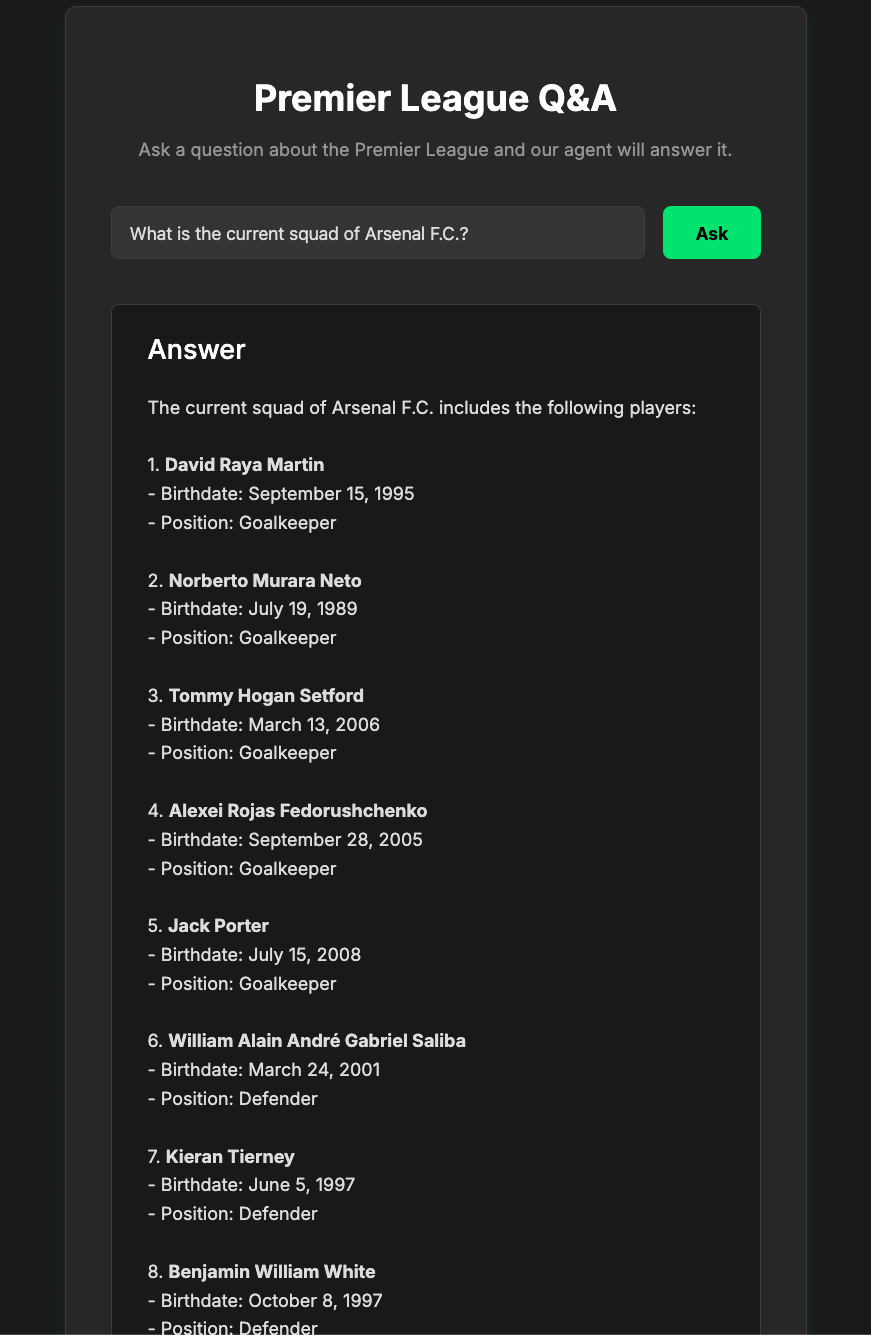 Premier League Q&A
Ask a question about the Premier League and our agent will answer it.
What is the current squad of Arsenal F.C.?
Ask
Answer
The current squad of Arsenal F.C. includes the following players:
1. David Raya Martin
- Birthdate: September 15, 1995
- Position: Goalkeeper
2. Norberto Murara Neto
- Birthdate: July 19, 1989
- Position: Goalkeeper
3. Tommy Hogan Setford
- Birthdate: March 13, 2006
- Position: Goalkeeper
4. Alexei Rojas Fedorushchenko
- Birthdate: September 28, 2005
- Position: Goalkeeper
5. Jack Porter
- Birthdate: July 15, 2008
- Position: Goalkeeper
6. William Alain André Gabriel Saliba
- Birthdate: March 24, 2001
- Position: Defender
7. Kieran Tierney
- Birthdate: June 5, 1997
- Position: Defender
8. Benjamin William White
- Birthdate: October 8, 1997
- Position: Defender